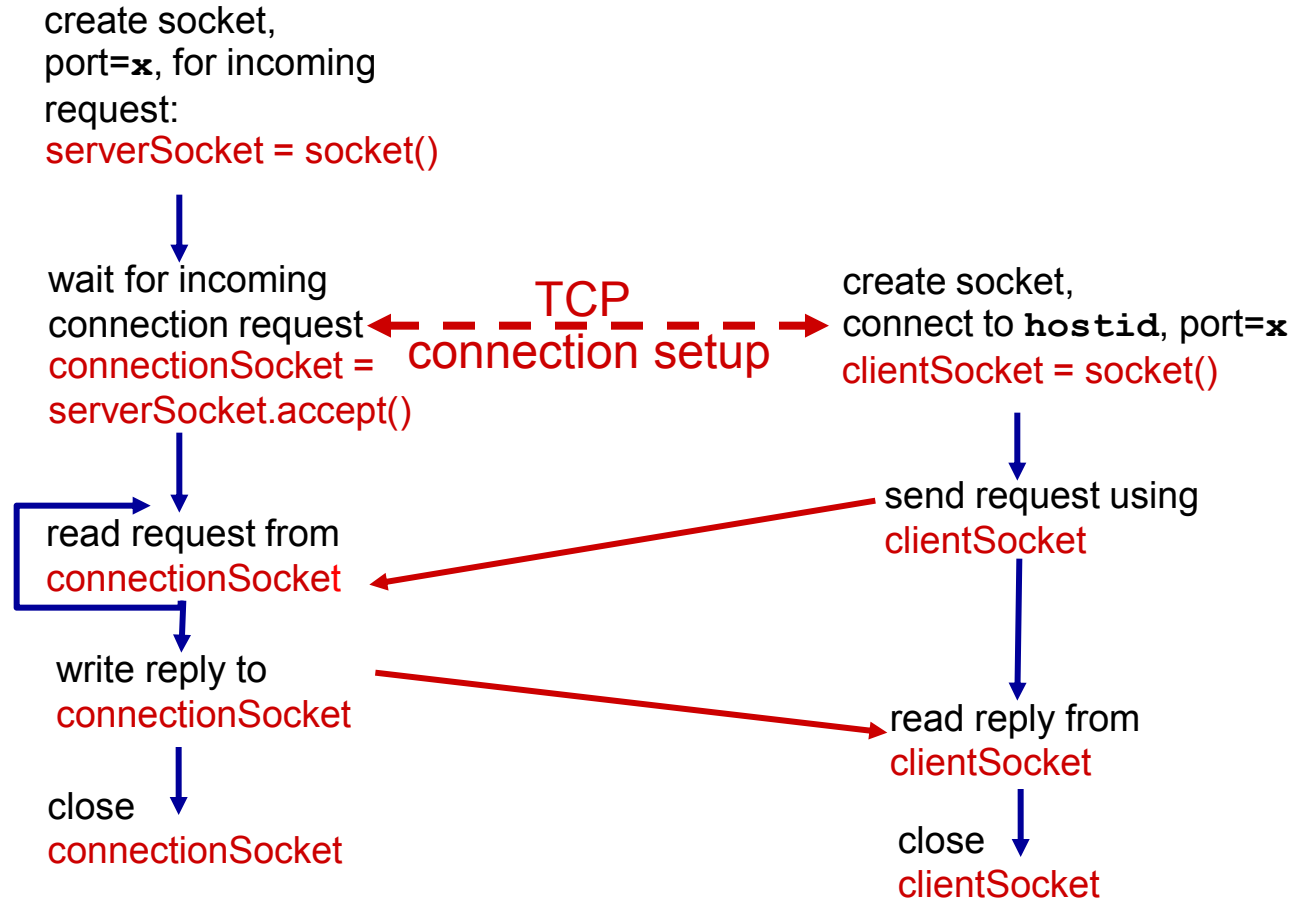 create socket,
port=x, for incoming
request:
serverSocket = socket()
wait for incoming
connection request
connectionSocket =
serverSocket.accept()
TCP
connection setup
create socket,
connect to hostid, port=x
clientSocket = socket()
send request using
clientSocket
read request from
connectionSocket
write reply to
connectionSocket
read reply from
clientSocket
close
connectionSocket
close
clientSocket